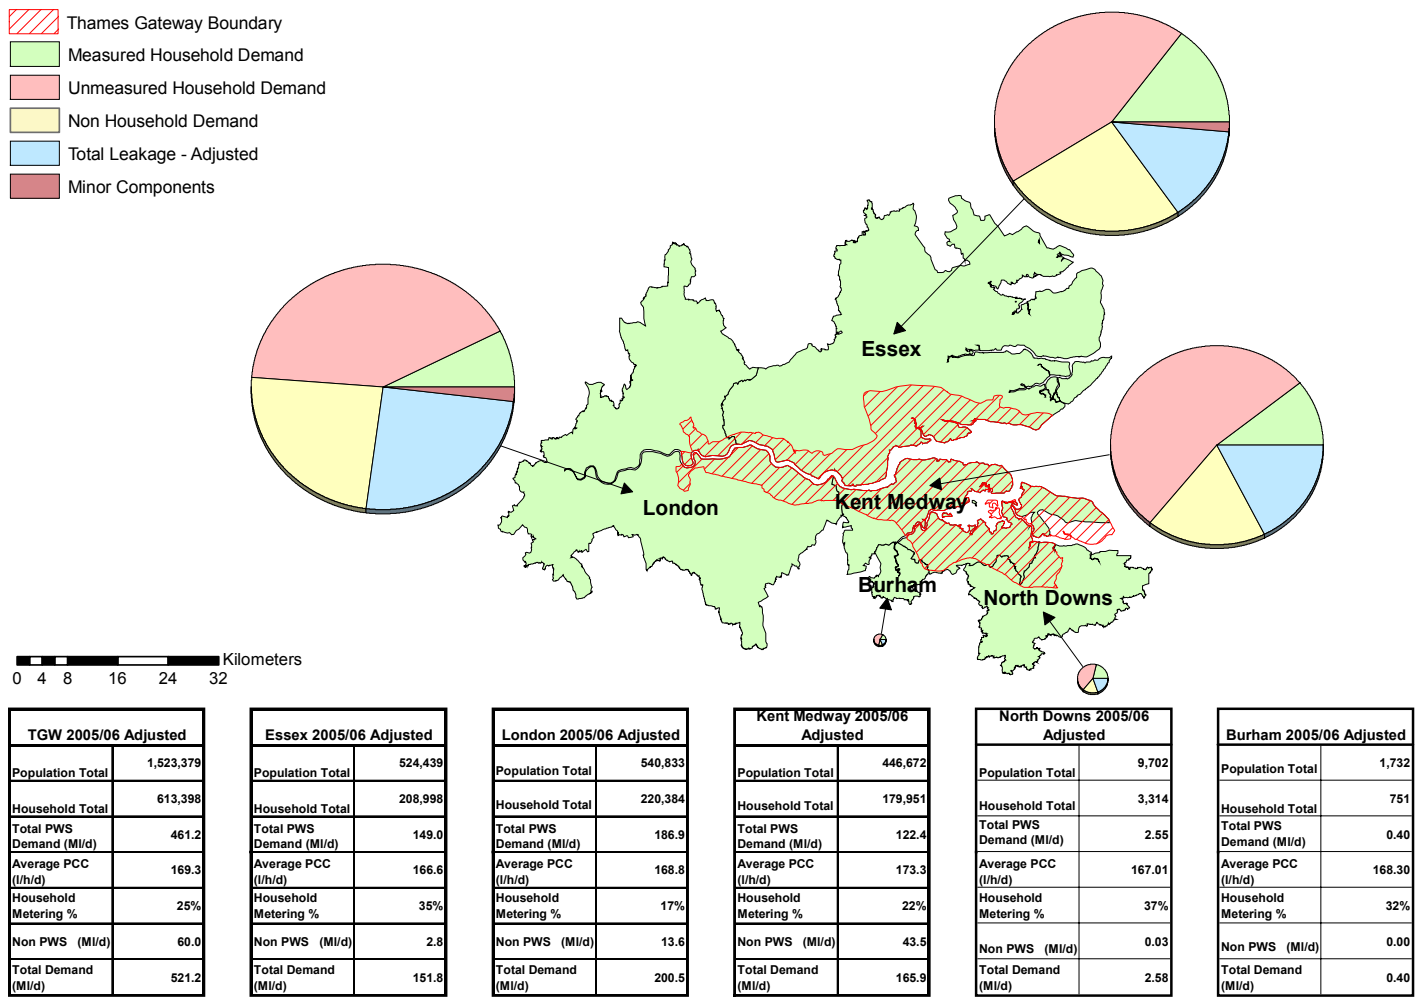 Thames Gateway Boundary
Measured Household Demand
Unmeasured Household Demand
Non Household Demand
Total Leakage - Adjusted
Minor Components
Essex
London
Kent Medway
Burham
North Downs
Kilometers
0 4 8 16 24 32
TGW 2005/06 Adjusted
Population Total 1,523,379
Household Total 613,398
Total PWS
Demand (Ml/d) 461.2
Average PCC
(l/h/d) 169.3
Household
Metering % 25%
Non PWS (Ml/d) 60.0
Total Demand
(Ml/d) 521.2
Essex 2005/06 Adjusted
Population Total 524,439
Household Total 208,998
Total PWS
Demand (Ml/d) 149.0
Average PCC
(l/h/d) 166.6
Household
Metering % 35%
Non PWS (Ml/d) 2.8
Total Demand
(Ml/d) 151.8
London 2005/06 Adjusted
Population Total 540,833
Household Total 220,384
Total PWS
Demand (Ml/d) 186.9
Average PCC
(l/h/d) 168.8
Household
Metering % 17%
Non PWS (Ml/d) 13.6
Total Demand
(Ml/d) 200.5
Kent Medway 2005/06
Adjusted
Population Total 446,672
Household Total 179,951
Total PWS
Demand (Ml/d) 122.4
Average PCC
(l/h/d) 173.3
Household
Metering % 22%
Non PWS (Ml/d) 43.5
Total Demand
(Ml/d) 165.9
North Downs 2005/06
Adjusted
Population Total 9,702
Household Total 3,314
Total PWS
Demand (Ml/d) 2.55
Average PCC
(l/h/d) 167.01
Household
Metering % 37%
Non PWS (Ml/d) 0.03
Total Demand
(Ml/d) 2.58
Burham 2005/06 Adjusted
Population Total 1,732
Household Total 751
Total PWS
Demand (Ml/d) 0.40
Average PCC
(l/h/d) 168.30
Household
Metering % 32%
Non PWS (Ml/d) 0.00
Total Demand
(Ml/d) 0.40